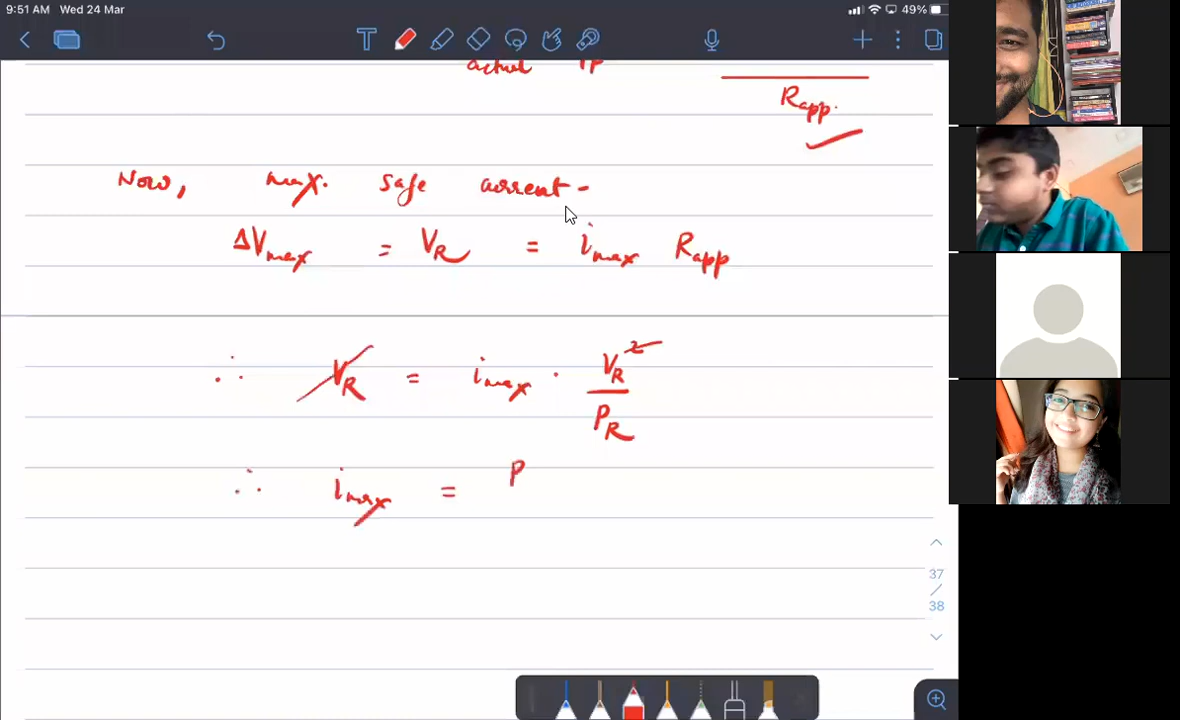 9:51 AM Wed 24 Mar 49%
T
actual
Rapp.
Now, max. safe current -
ΔVmax = VR = imax Rapp
∴ VR = imax · VR²/PR
∴ imax = P
37
/
38